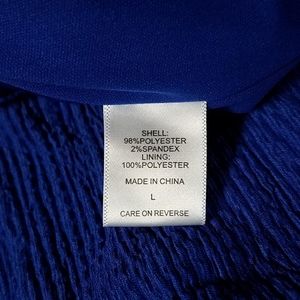 SHELL:
98%POLYESTER
2%SPANDEX
LINING:
100%POLYESTER
MADE IN CHINA
L
CARE ON REVERSE